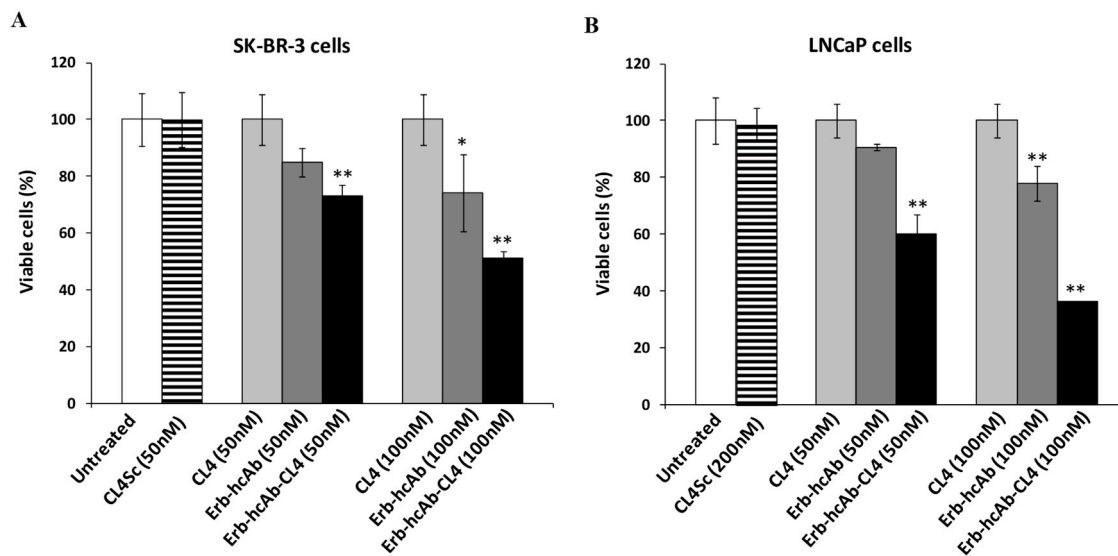 A
SK-BR-3 cells
Viable cells (%)
120
100
80
60
40
20
0
**
*
**
Untreated
CL4Sc (50nM)
CL4 (50nM)
Erb-hcAb (50nM)
Erb-hcAb-CL4 (50nM)
CL4 (100nM)
Erb-hcAb (100nM)
Erb-hcAb-CL4 (100nM)
B
LNCaP cells
Viable cells (%)
120
100
80
60
40
20
0
**
**
**
Untreated
CL4Sc (200nM)
CL4 (50nM)
Erb-hcAb (50nM)
Erb-hcAb-CL4 (50nM)
CL4 (100nM)
Erb-hcAb (100nM)
Erb-hcAb-CL4 (100nM)